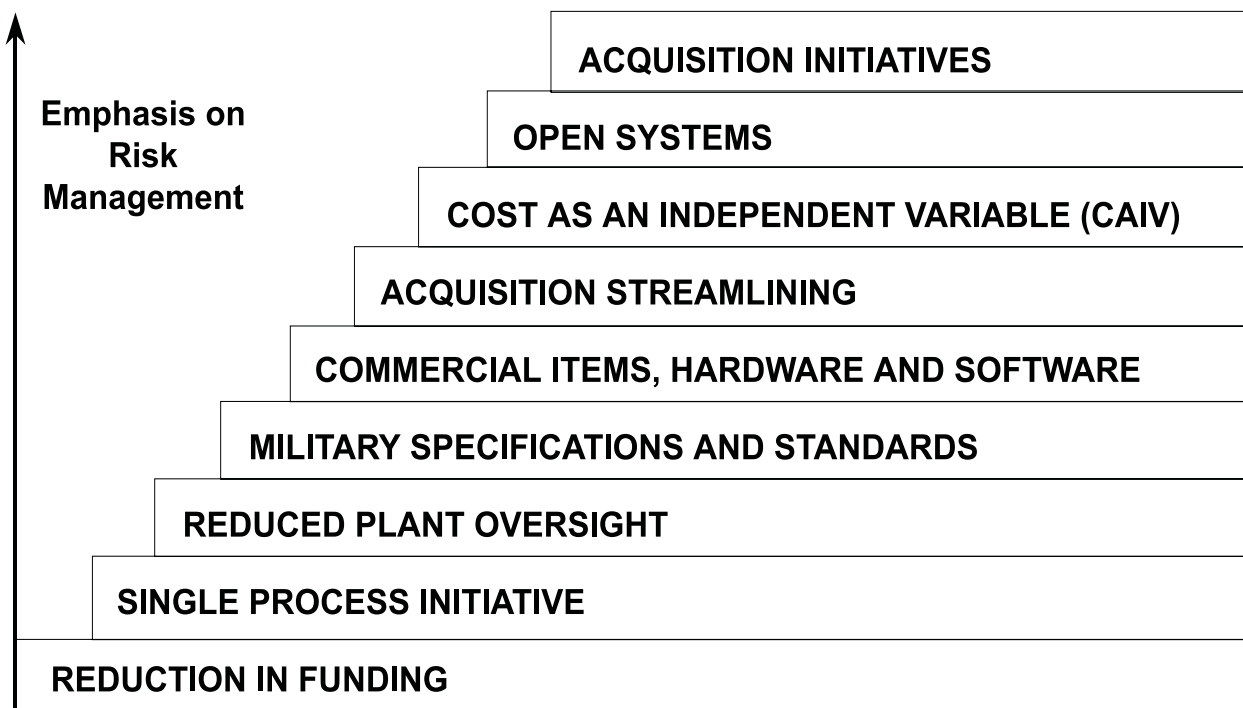 ACQUISITION INITIATIVES
Emphasis on
Risk
Management
OPEN SYSTEMS
COST AS AN INDEPENDENT VARIABLE (CAIV)
ACQUISITION STREAMLINING
COMMERCIAL ITEMS, HARDWARE AND SOFTWARE
MILITARY SPECIFICATIONS AND STANDARDS
REDUCED PLANT OVERSIGHT
SINGLE PROCESS INITIATIVE
REDUCTION IN FUNDING